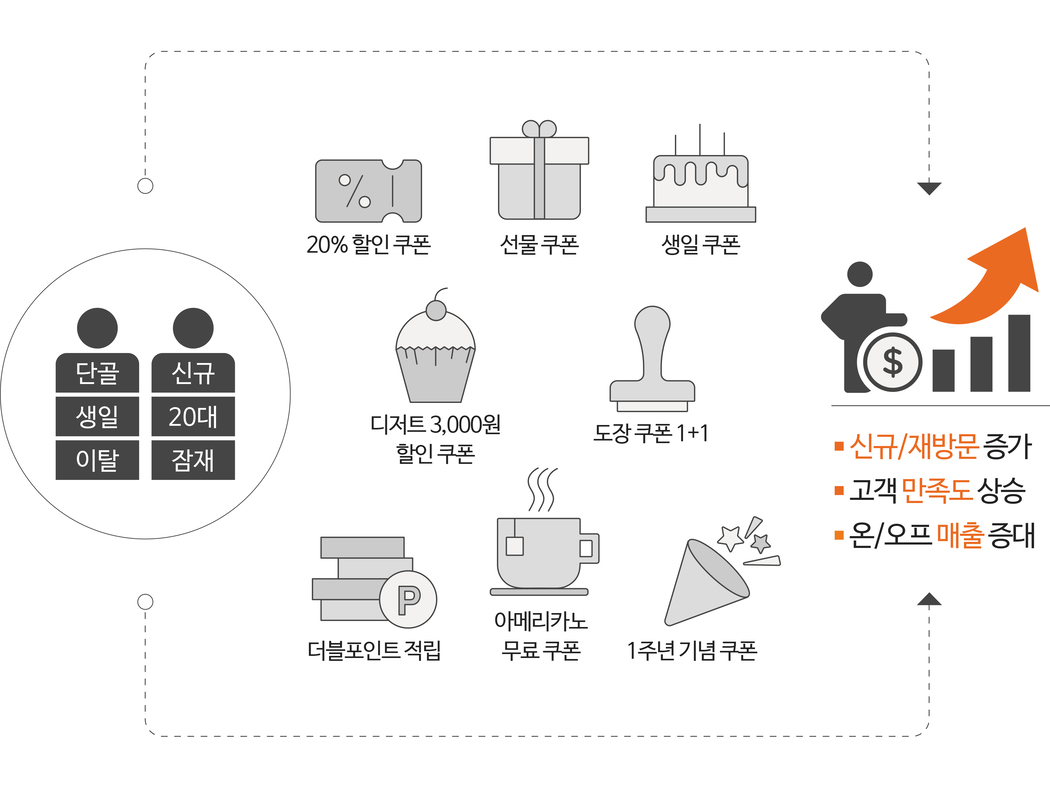 단골
생일
이탈
신규
20대
잠재
%
20% 할인 쿠폰
선물 쿠폰
생일 쿠폰
디저트 3,000원
할인 쿠폰
도장 쿠폰 1+1
P
더블포인트 적립
아메리카노
무료 쿠폰
1주년 기념 쿠폰
$
▪ 신규/재방문 증가
▪ 고객 만족도 상승
▪ 온/오프 매출 증대